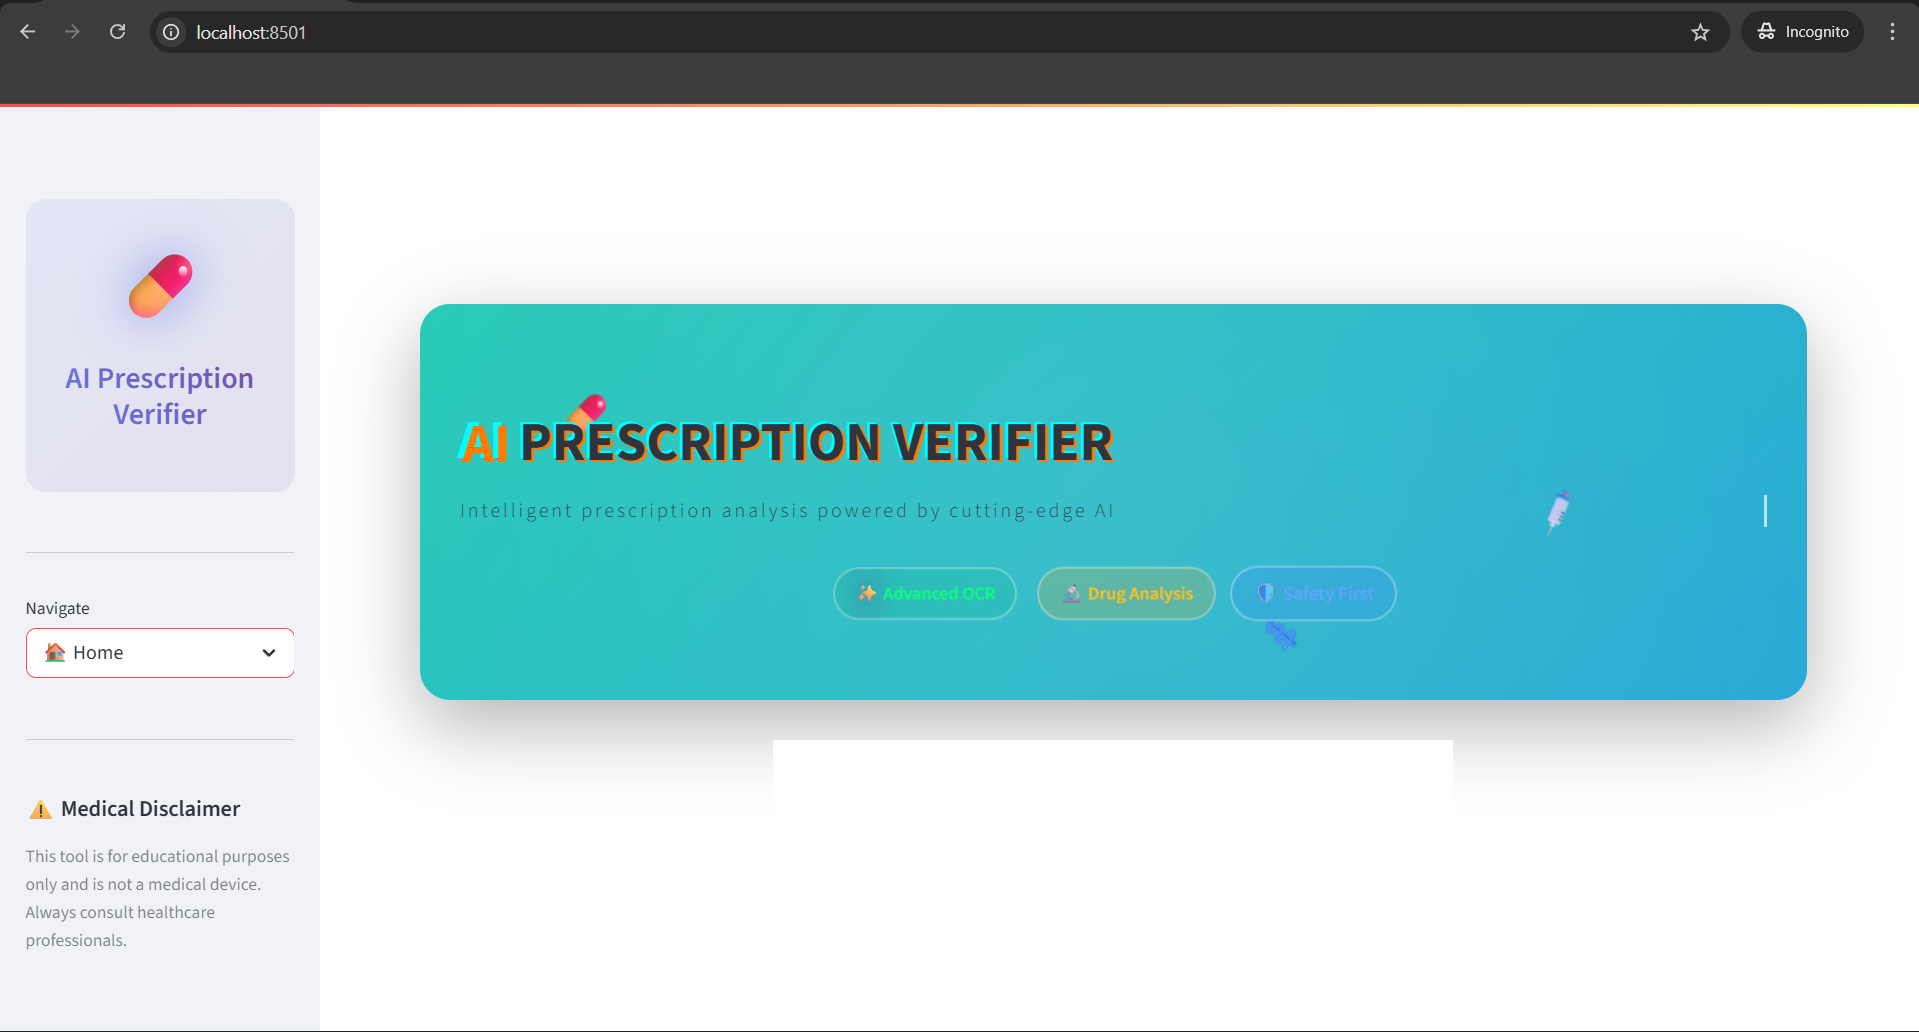 localhost:8501
Incognito
AI Prescription
Verifier
Navigate
Home
Medical Disclaimer
This tool is for educational purposes
only and is not a medical device.
Always consult healthcare
professionals.
AI PRESCRIPTION VERIFIER
Intelligent prescription analysis powered by cutting-edge AI
Advanced OCR
Drug Analysis
Safety First